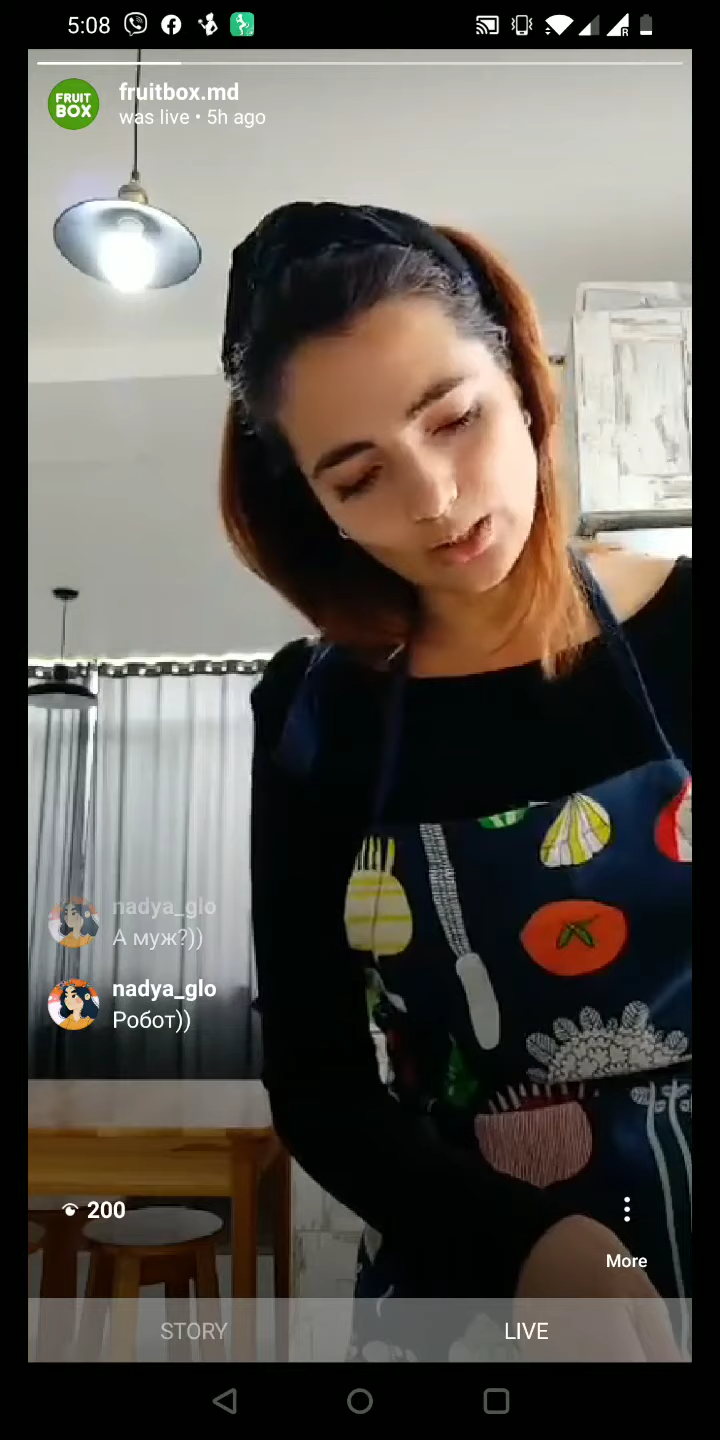 5:08
R
FRUIT
BOX
fruitbox.md
was live • 5h ago
nadya_glo
А муж?))
nadya_glo
Робот))
200
More
STORY
LIVE